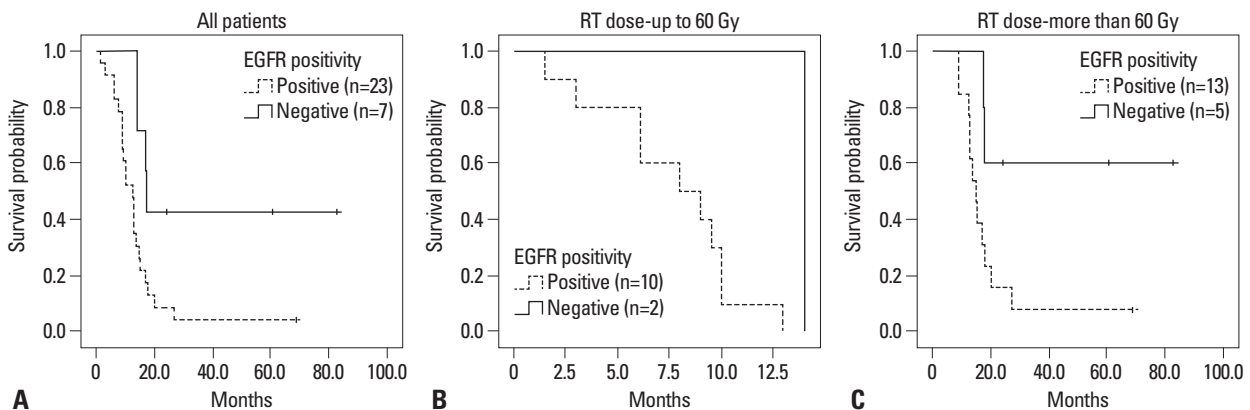 All patients
1.0
0.8
0.6
0.4
0.2
0.0
Survival probability
EGFR positivity
Positive (n=23)
Negative (n=7)
0 20.0 40.0 60.0 80.0 100.0
Months
A
RT dose-up to 60 Gy
1.0
0.8
0.6
0.4
0.2
0.0
Survival probability
EGFR positivity
Positive (n=10)
Negative (n=2)
0 2.5 5.0 7.5 10.0 12.5
Months
B
RT dose-more than 60 Gy
1.0
0.8
0.6
0.4
0.2
0.0
Survival probability
EGFR positivity
Positive (n=13)
Negative (n=5)
0 20.0 40.0 60.0 80.0 100.0
Months
C